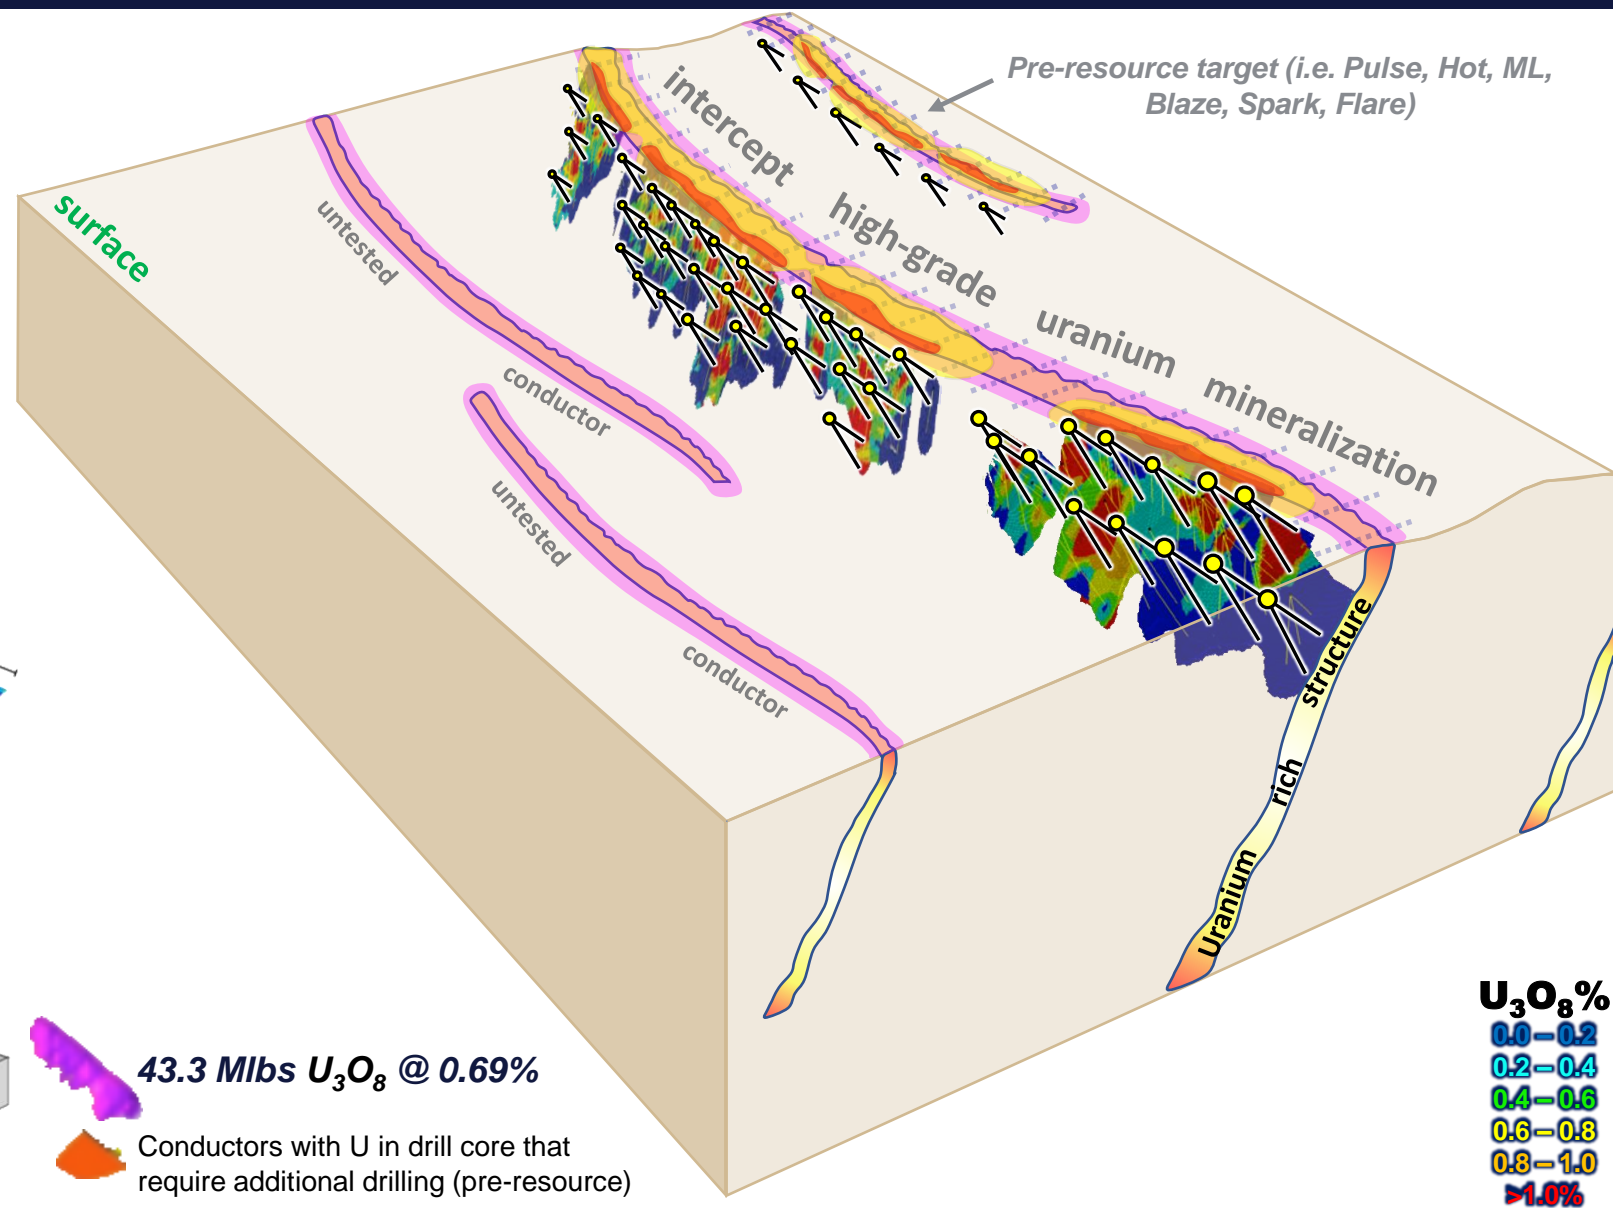 Pre-resource target (i.e. Pulse, Hot, ML,
Blaze, Spark, Flare)
intercept high-grade uranium mineralization
surface
untested conductor
untested conductor
Uranium rich structure
43.3 Mlbs U₃O₈ @ 0.69%
Conductors with U in drill core that
require additional drilling (pre-resource)
U₃O₈%
0.0 – 0.2
0.2 – 0.4
0.4 – 0.6
0.6 – 0.8
0.8 – 1.0
>1.0%